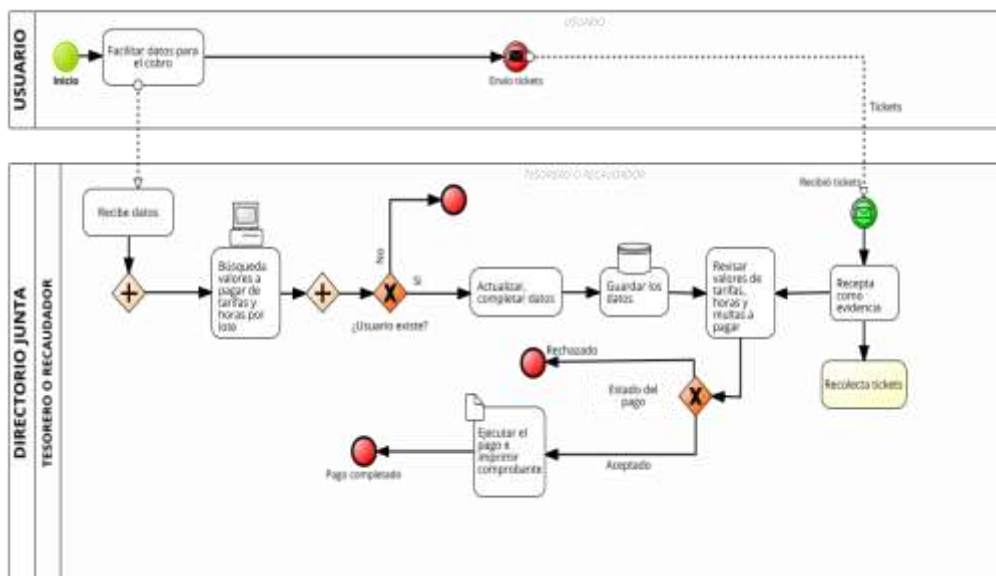 USUARIO
USUARIO
Facilitar datos para
el cobro
Inicio
Envío tickets
Tickets
DIRECTORIO JUNTA
TESORERO O RECAUDADOR
TESORERO O RECAUDADOR
Recibió tickets
Recibe datos
Búsqueda
valores a
pagar de
tarifas y
horas por
lote
No
Si
¿Usuario existe?
Actualizar,
completar datos
Guardar los
datos
Revisar
valores de
tarifas,
horas y
multas a
pagar
Recepta
como
evidencia
Recolecta tickets
Rechazado
Estado del
pago
Aceptado
Ejecutar el
pago e
imprimir
comprobante
Pago completado